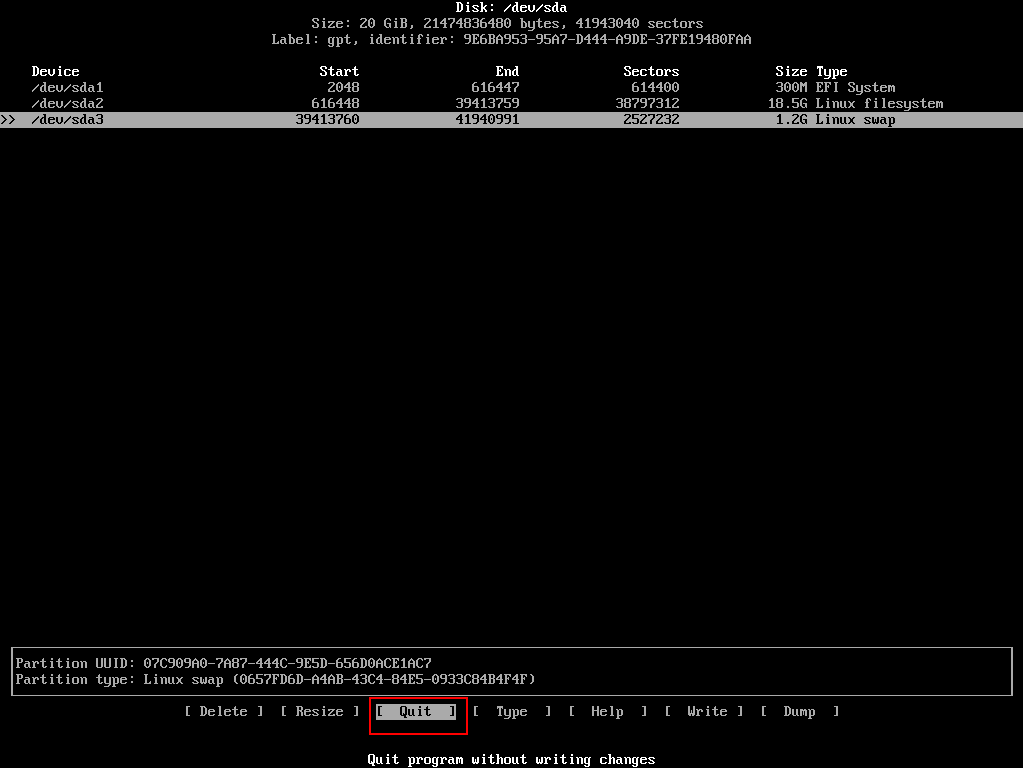 Disk: /dev/sda
Size: 20 GiB, 21474836480 bytes, 41943040 sectors
Label: gpt, identifier: 9E6BA953-95A7-D444-A9DE-37FE19480FAA
Device Start End Sectors Size Type
/dev/sda1 2048 616447 614400 300M EFI System
/dev/sda2 616448 39413759 38797312 18.5G Linux filesystem
>> /dev/sda3 39413760 41940991 2527232 1.2G Linux swap
Partition UUID: 07C909A0-7A87-444C-9E5D-656D0ACE1AC7
Partition type: Linux swap (0657FD6D-A4AB-43C4-84E5-0933C84B4F4F)
[ Delete ] [ Resize ] [ Quit ] [ Type ] [ Help ] [ Write ] [ Dump ]
Quit program without writing changes